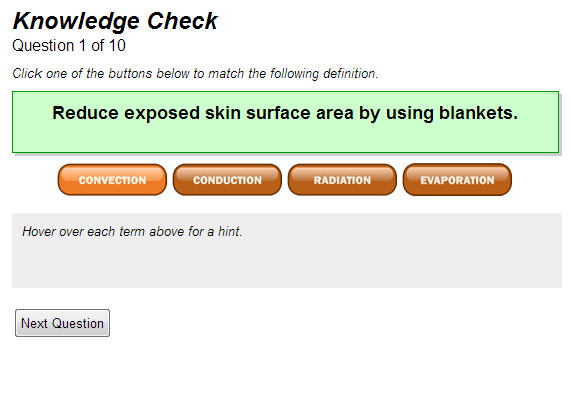 Knowledge Check
Question 1 of 10
Click one of the buttons below to match the following definition.
Reduce exposed skin surface area by using blankets.
CONVECTION CONDUCTION RADIATION EVAPORATION
Hover over each term above for a hint.
Next Question